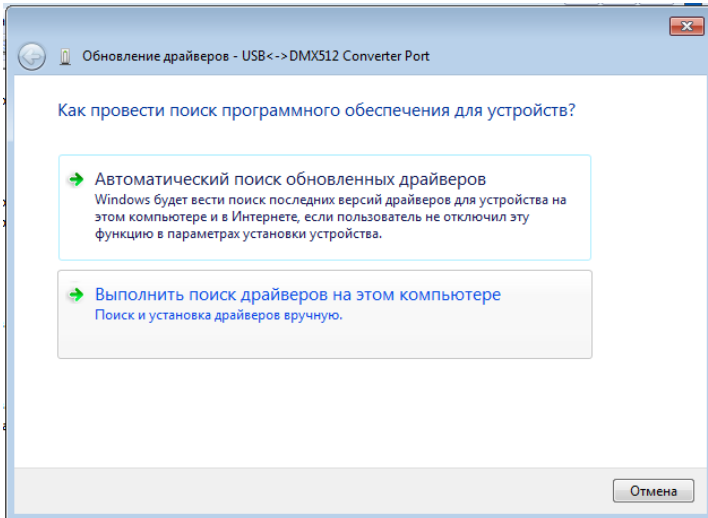 Обновление драйверов - USB<->DMX512 Converter Port
Как провести поиск программного обеспечения для устройств?
Автоматический поиск обновленных драйверов
Windows будет вести поиск последних версий драйверов для устройства на
этом компьютере и в Интернете, если пользователь не отключил эту
функцию в параметрах установки устройства.
Выполнить поиск драйверов на этом компьютере
Поиск и установка драйверов вручную.
Отмена